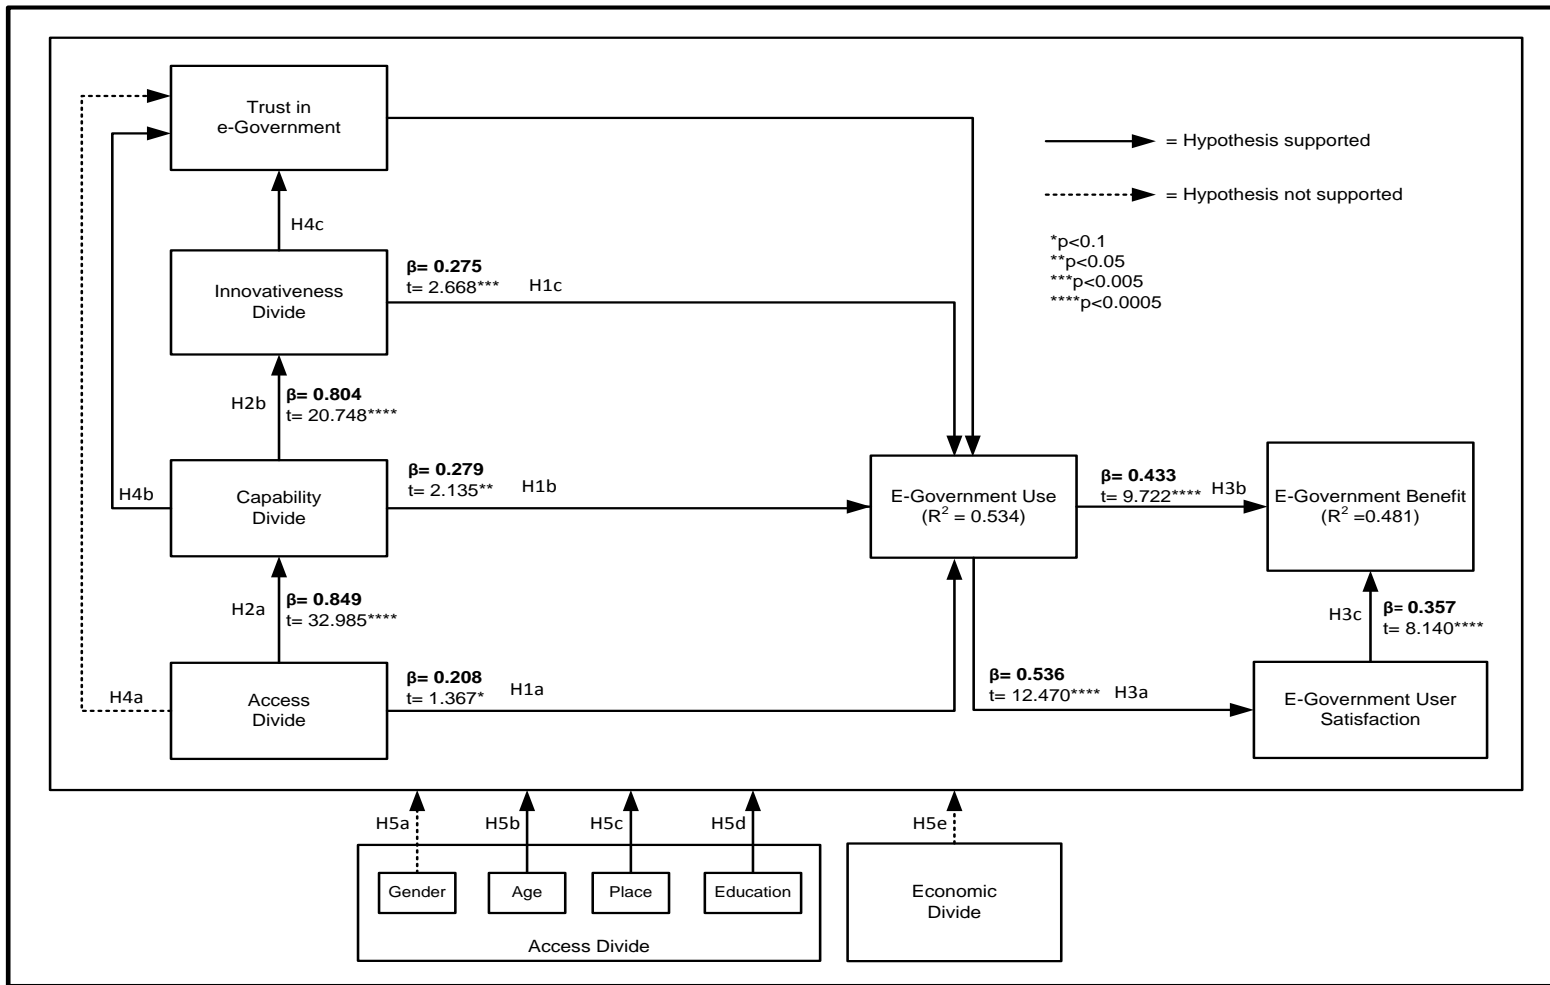 Trust in
e-Government
= Hypothesis supported
= Hypothesis not supported
*p<0.1
**p<0.05
***p<0.005
****p<0.0005
H4c
β= 0.275
t= 2.668*** H1c
Innovativeness
Divide
H2b
β= 0.804
t= 20.748****
H4b
Capability
Divide
β= 0.279
t= 2.135** H1b
E-Government Use
(R² = 0.534)
β= 0.433
t= 9.722**** H3b
E-Government Benefit
(R² =0.481)
H2a
β= 0.849
t= 32.985****
H3c
β= 0.357
t= 8.140****
H4a
Access
Divide
β= 0.208
t= 1.367* H1a
β= 0.536
t= 12.470**** H3a
E-Government User
Satisfaction
H5a H5b H5c H5d H5e
Gender Age Place Education
Access Divide
Economic
Divide